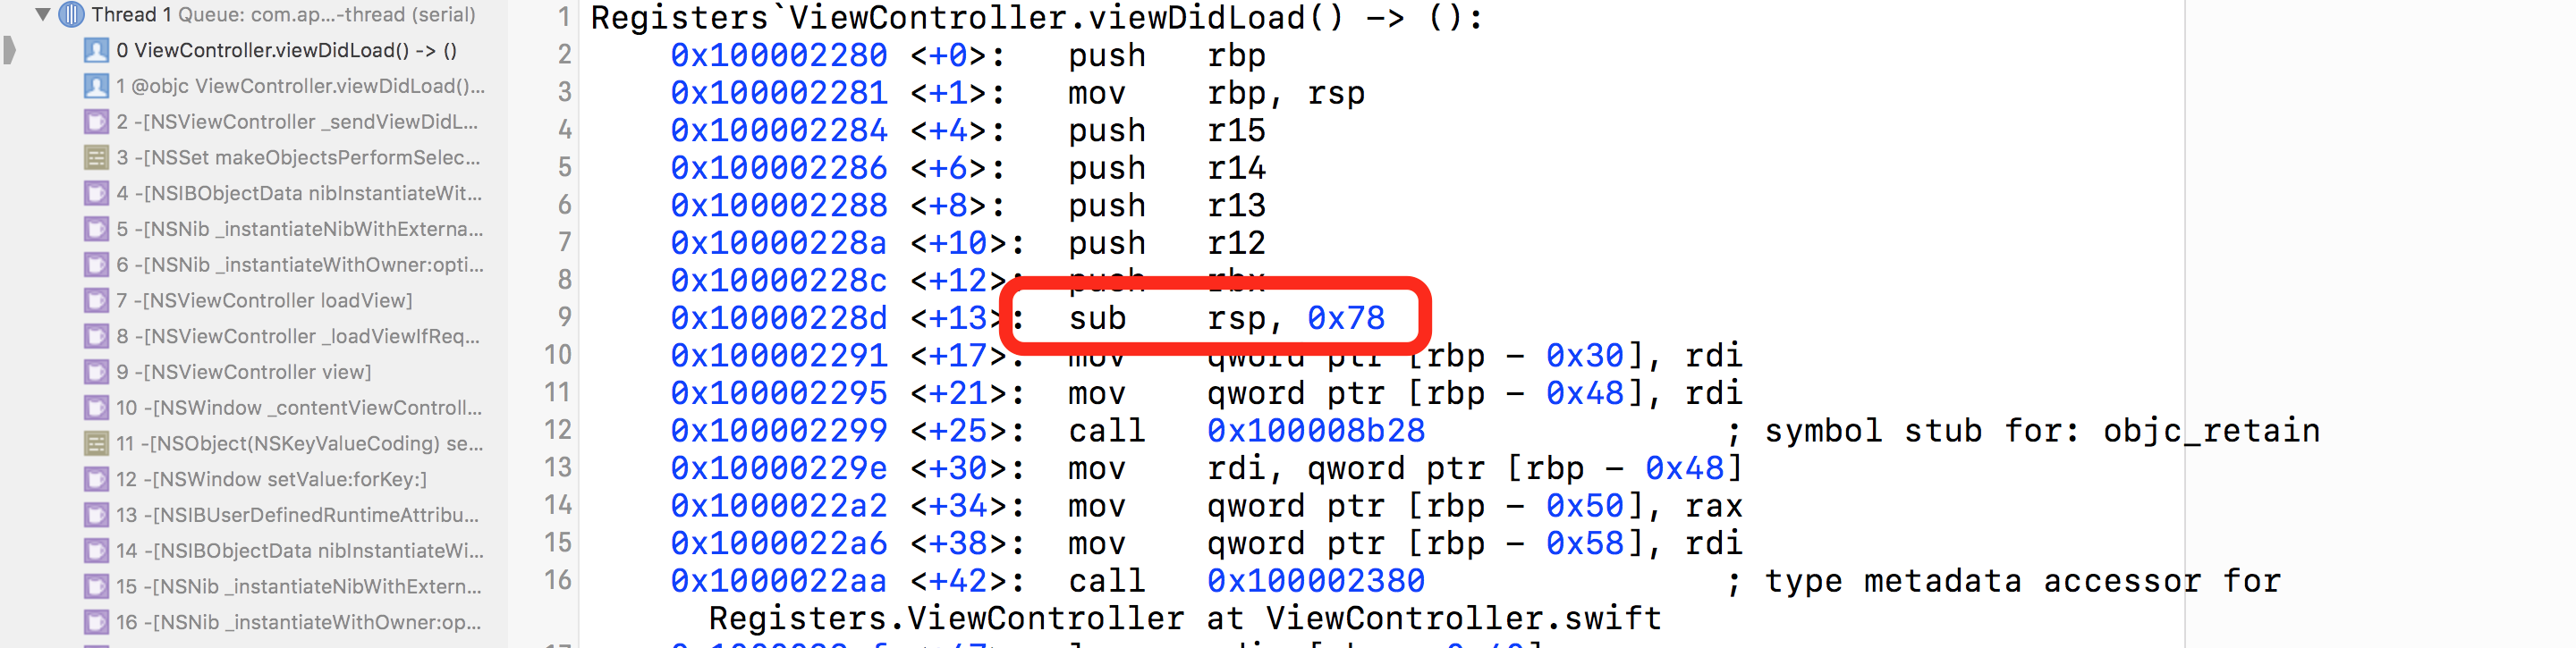 Thread 1 Queue: com.ap...-thread (serial)
0 ViewController.viewDidLoad() -> ()
1 @objc ViewController.viewDidLoad()...
2 -[NSViewController _sendViewDidL...
3 -[NSSet makeObjectsPerformSelec...
4 -[NSIBObjectData nibInstantiateWit...
5 -[NSNib _instantiateNibWithExterna...
6 -[NSNib _instantiateWithOwner:opti...
7 -[NSViewController loadView]
8 -[NSViewController _loadViewIfReq...
9 -[NSViewController view]
10 -[NSWindow _contentViewControll...
11 -[NSObject(NSKeyValueCoding) se...
12 -[NSWindow setValue:forKey:]
13 -[NSIBUserDefinedRuntimeAttribu...
14 -[NSIBObjectData nibInstantiateWi...
15 -[NSNib _instantiateNibWithExtern...
16 -[NSNib _instantiateWithOwner:op...
1 Registers`ViewController.viewDidLoad() -> ():
2 0x100002280 <+0>: push rbp
3 0x100002281 <+1>: mov rbp, rsp
4 0x100002284 <+4>: push r15
5 0x100002286 <+6>: push r14
6 0x100002288 <+8>: push r13
7 0x10000228a <+10>: push r12
8 0x10000228c <+12>: push rbx
9 0x10000228d <+13>: sub rsp, 0x78
10 0x100002291 <+17>: mov qword ptr [rbp - 0x30], rdi
11 0x100002295 <+21>: mov qword ptr [rbp - 0x48], rdi
12 0x100002299 <+25>: call 0x100008b28 ; symbol stub for: objc_retain
13 0x10000229e <+30>: mov rdi, qword ptr [rbp - 0x48]
14 0x1000022a2 <+34>: mov qword ptr [rbp - 0x50], rax
15 0x1000022a6 <+38>: mov qword ptr [rbp - 0x58], rdi
16 0x1000022aa <+42>: call 0x100002380 ; type metadata accessor for
Registers.ViewController at ViewController.swift